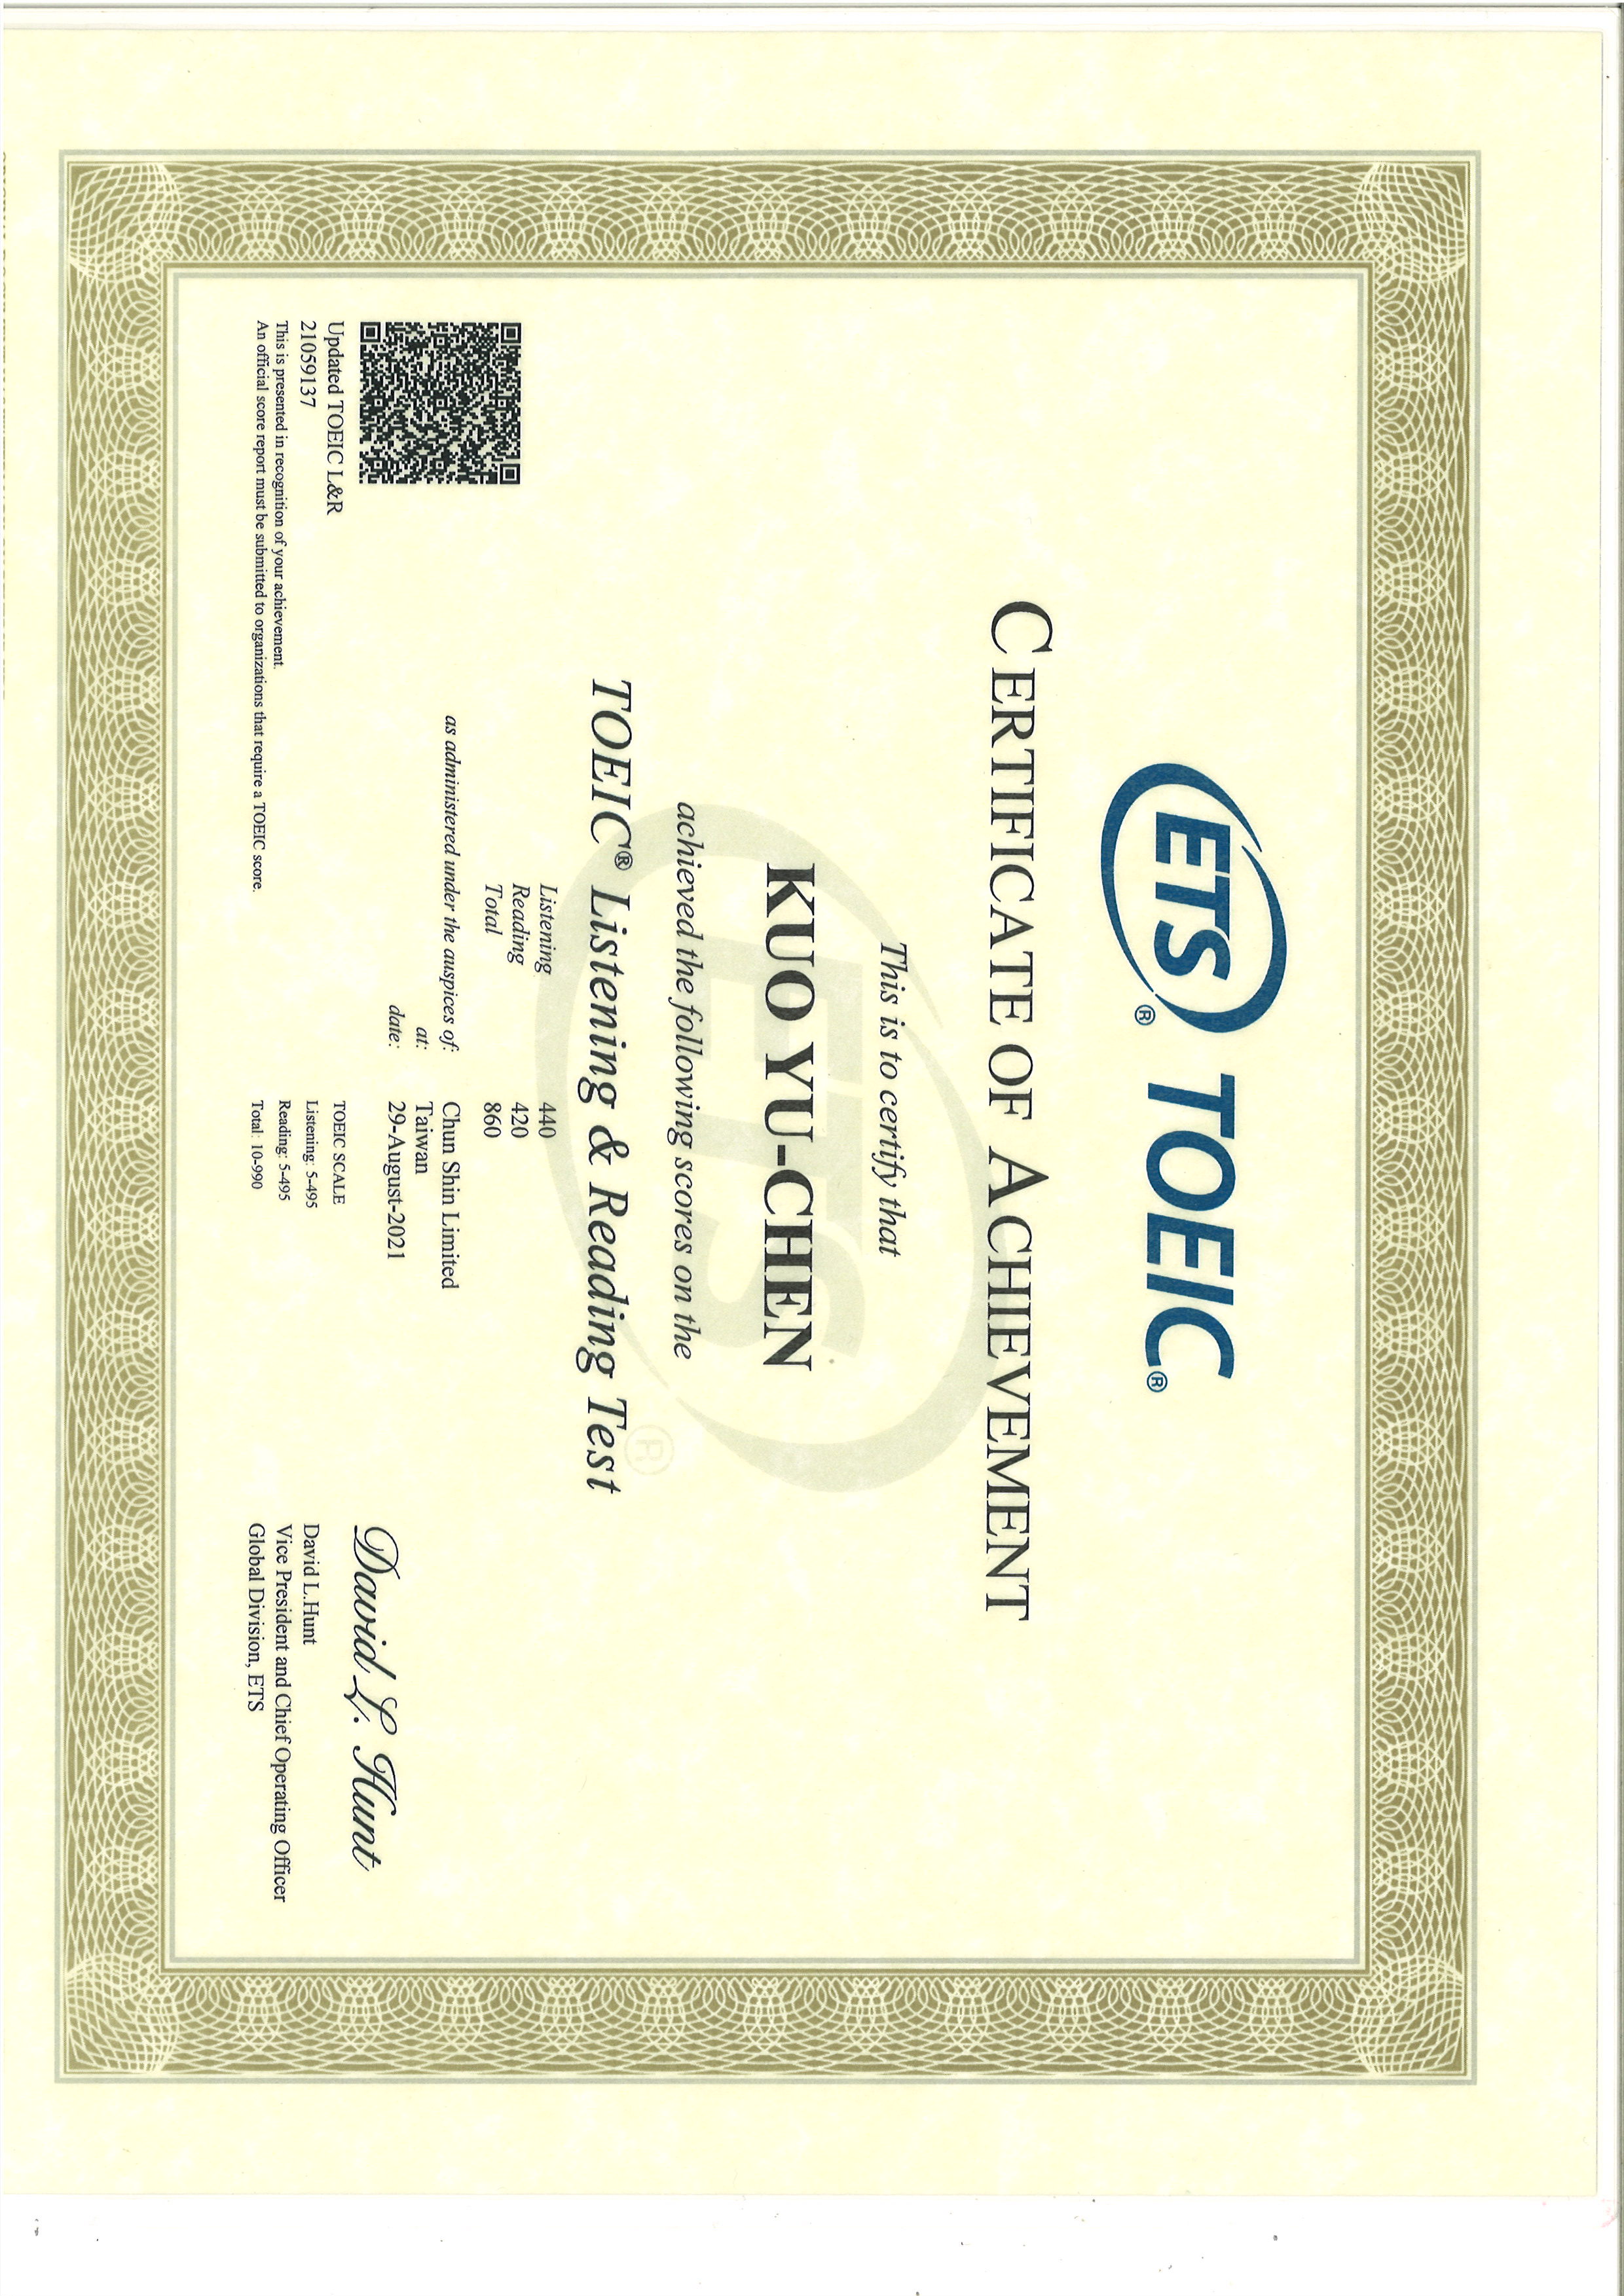 ETS® TOEIC®
CERTIFICATE OF ACHIEVEMENT
This is to certify that
KUO YU-CHEN
achieved the following scores on the
TOEIC® Listening & Reading Test
Listening 440
Reading 420
Total 860
as administered under the auspices of: Chun Shin Limited
at: Taiwan
date: 29-August-2021
Updated TOEIC L&R
21059137
This is presented in recognition of your achievement.
An official score report must be submitted to organizations that require a TOEIC score.
TOEIC SCALE
Listening: 5-495
Reading: 5-495
Total: 10-990
David L. Hunt
David L.Hunt
Vice President and Chief Operating Officer
Global Division, ETS
ETS®
ORIGINAL DOCUMENT